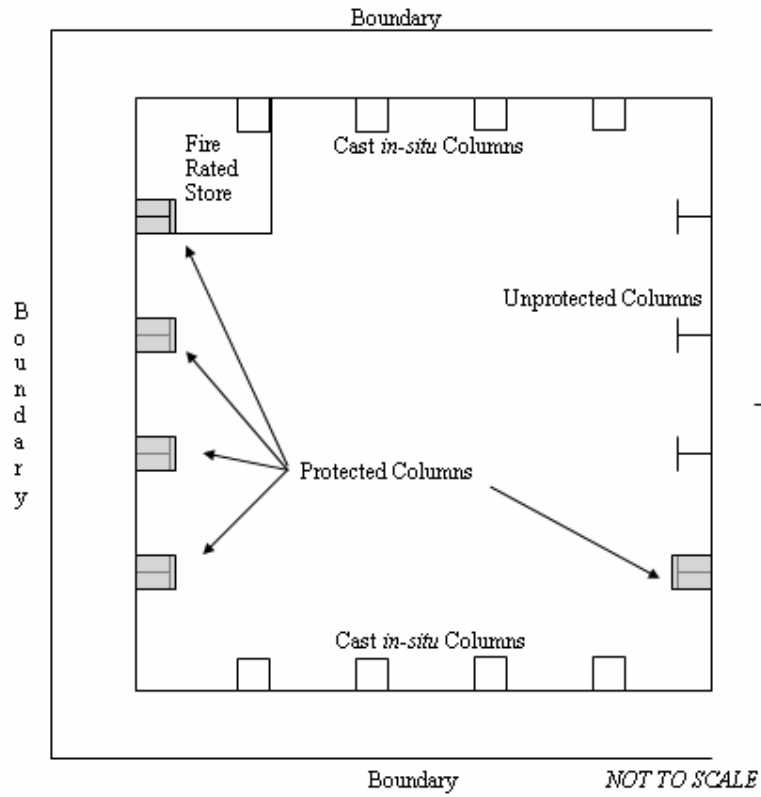 Boundary
Cast in-situ Columns
Fire
Rated
Store
Unprotected Columns
Boundary
Protected Columns
Cast in-situ Columns
Boundary
NOT TO SCALE